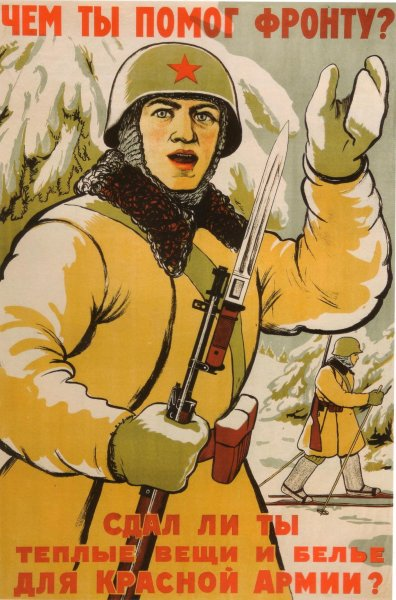 ЧЕМ ТЫ ПОМОГ ФРОНТУ?
СДАЛ ЛИ ТЫ
ТЕПЛЫЕ ВЕЩИ И БЕЛЬЕ
ДЛЯ КРАСНОЙ АРМИИ?